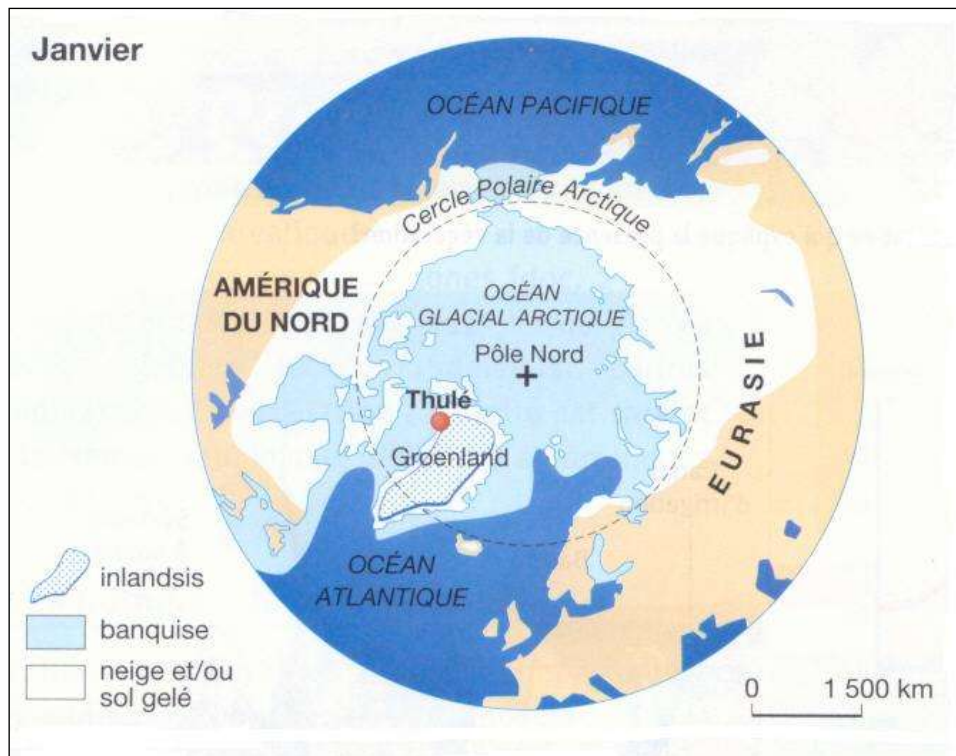 Janvier
OCÉAN PACIFIQUE
Cercle Polaire Arctique
AMÉRIQUE
DU NORD
OCÉAN
GLACIAL ARCTIQUE
Pôle Nord
EURASIE
Thulé
Groenland
OCÉAN
ATLANTIQUE
inlandsis
banquise
neige et/ou
sol gelé
0 1 500 km